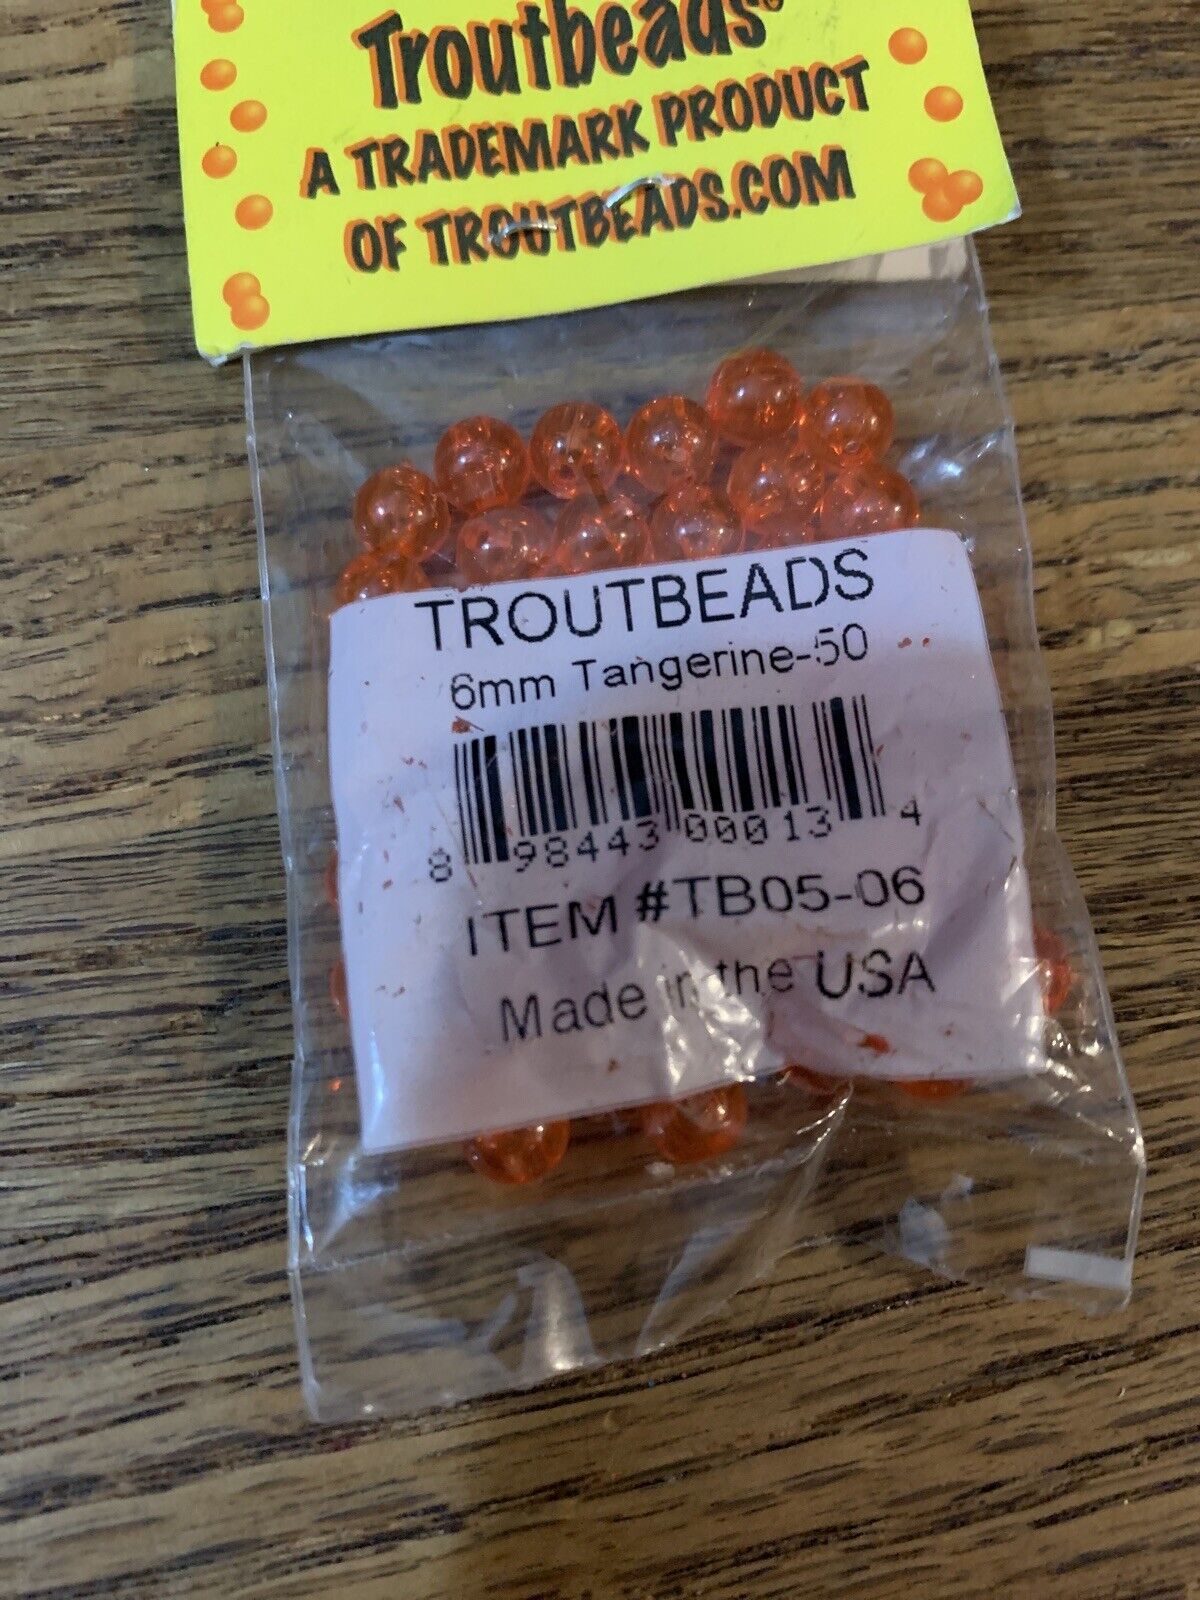 Troutbeads®
A TRADEMARK PRODUCT
OF TROUTBEADS.COM
TROUTBEADS
6mm Tangerine-50
8 98443 00013 4
ITEM #TB05-06
Made in the USA